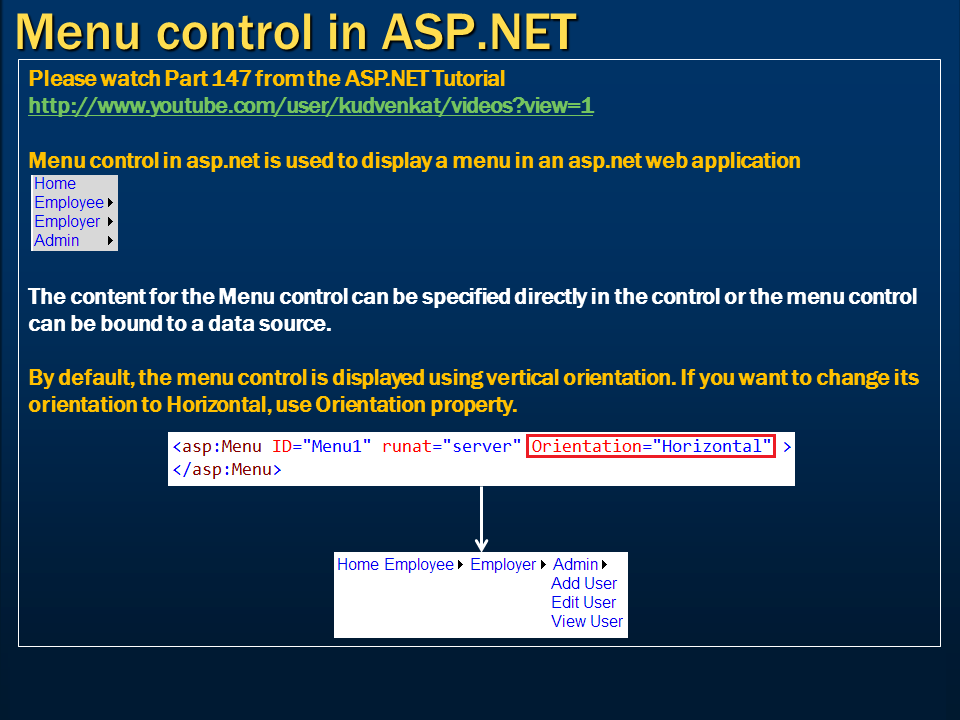 Menu control in ASP.NET
Please watch Part 147 from the ASP.NET Tutorial
http://www.youtube.com/user/kudvenkat/videos?view=1
Menu control in asp.net is used to display a menu in an asp.net web application
Home
Employee
Employer
Admin
The content for the Menu control can be specified directly in the control or the menu control
can be bound to a data source.
By default, the menu control is displayed using vertical orientation. If you want to change its
orientation to Horizontal, use Orientation property.
<asp:Menu ID="Menu1" runat="server" Orientation="Horizontal" >
</asp:Menu>
Home Employee Employer Admin
Add User
Edit User
View User